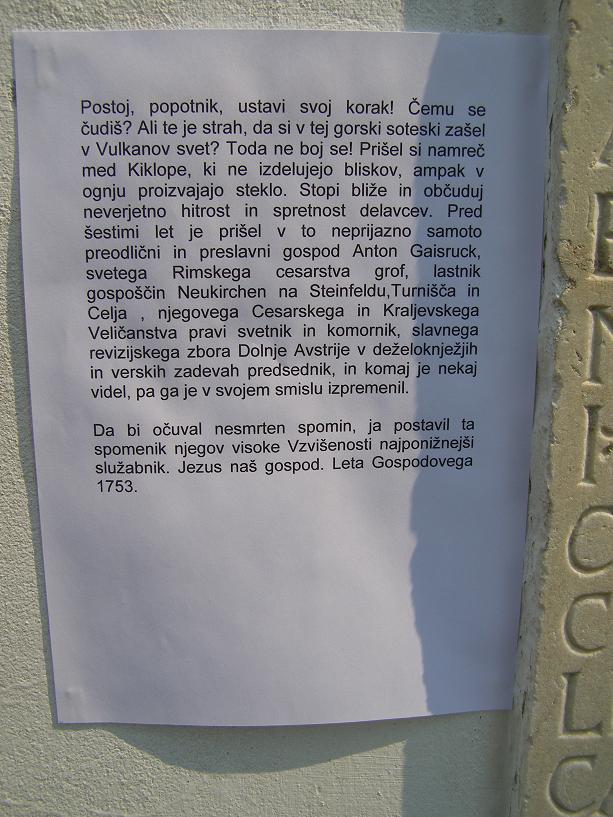 Postoj, popotnik, ustavi svoj korak! Čemu se
čudiš? Ali te je strah, da si v tej gorski soteski zašel
v Vulkanov svet? Toda ne boj se! Prišel si namreč
med Kiklope, ki ne izdelujejo bliskov, ampak v
ognju proizvajajo steklo. Stopi bliže in občuduj
neverjetno hitrost in spretnost delavcev. Pred
šestimi let je prišel v to neprijazno samoto
preodlični in preslavni gospod Anton Gaisruck,
svetega Rimskega cesarstva grof, lastnik
gospoščin Neukirchen na Steinfeldu,Turnišča in
Celja , njegovega Cesarskega in Kraljevskega
Veličanstva pravi svetnik in komornik, slavnega
revizijskega zbora Dolnje Avstrije v deželoknježjih
in verskih zadevah predsednik, in komaj je nekaj
videl, pa ga je v svojem smislu izpremenil.
Da bi očuval nesmrten spomin, ja postavil ta
spomenik njegov visoke Vzvišenosti najponižnejši
služabnik. Jezus naš gospod. Leta Gospodovega
1753.